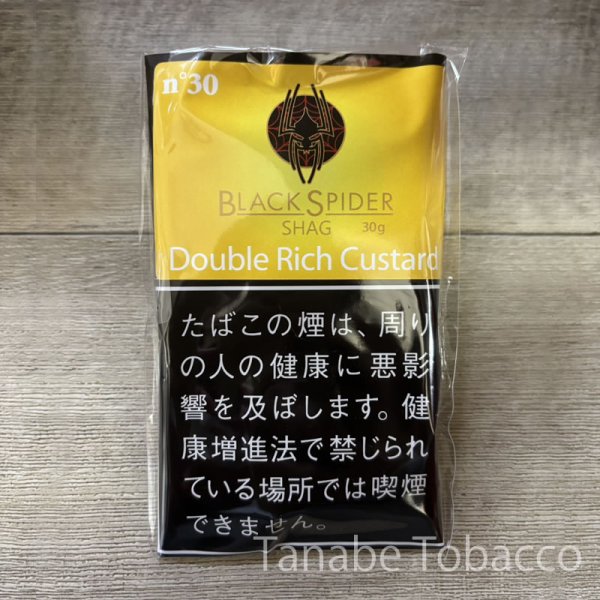 n°30
BLACK SPIDER
SHAG 30g
Double Rich Custard
たばこの煙は、周り
の人の健康に悪影
響を及ぼします。健
康増進法で禁じられ
ている場所では喫煙
できません。
Tanabe Tobacco